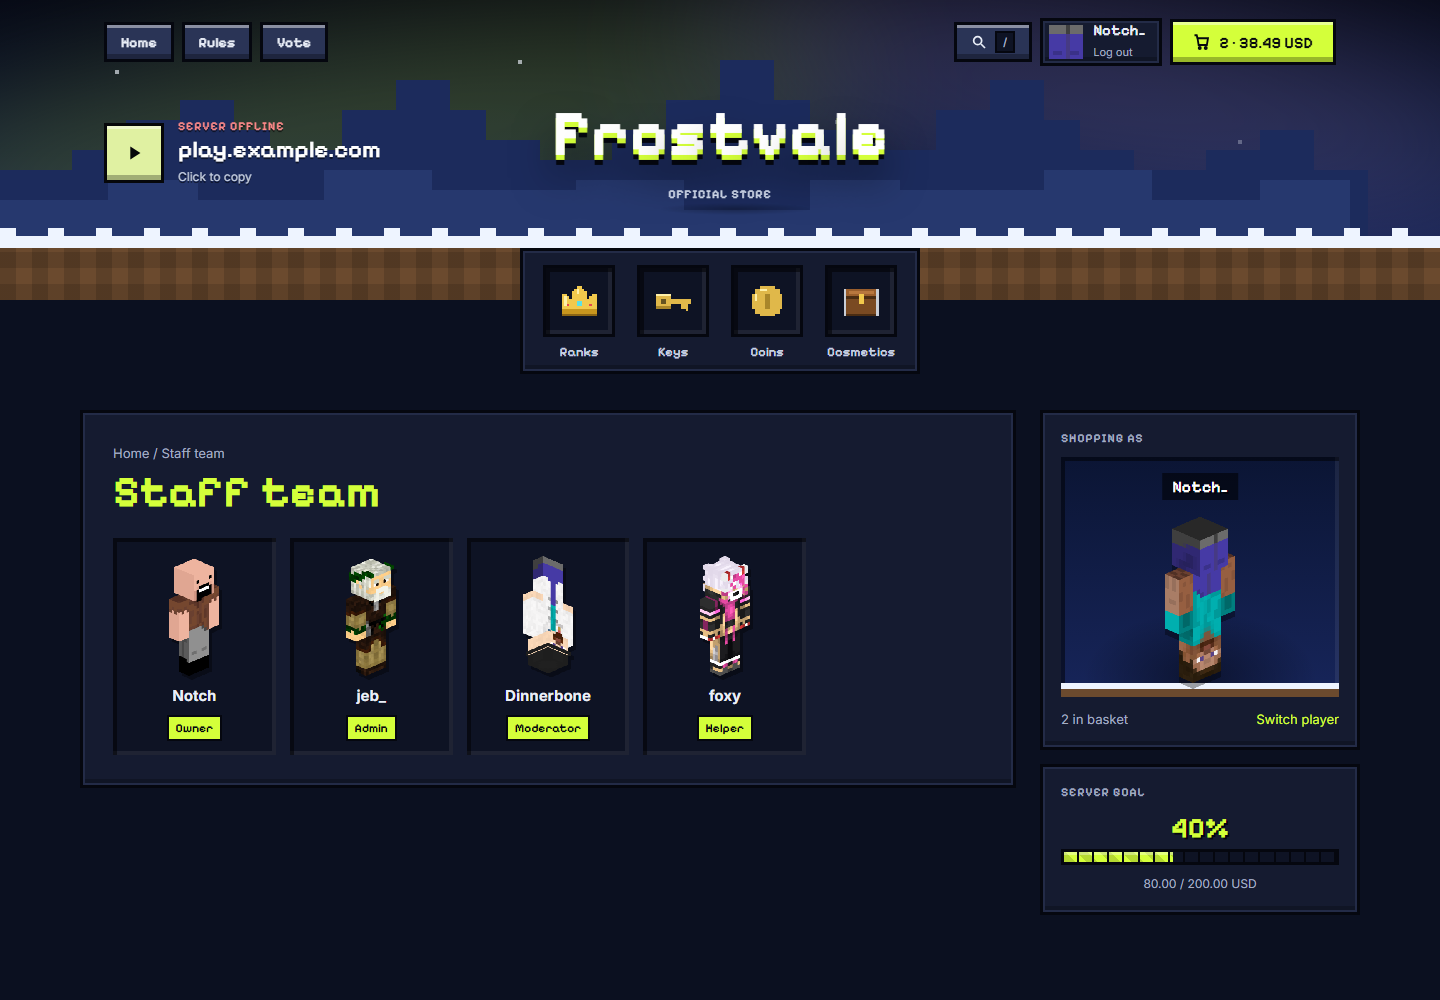 Home
Rules
Vote
/
Notch_
Log out
2 · 38.49 USD
SERVER OFFLINE
play.example.com
Click to copy
Frostvale
OFFICIAL STORE
Ranks
Keys
Coins
Cosmetics
Home / Staff team
Staff team
Notch
Owner
jeb_
Admin
Dinnerbone
Moderator
foxy
Helper
SHOPPING AS
Notch_
2 in basket
Switch player
SERVER GOAL
40%
80.00 / 200.00 USD